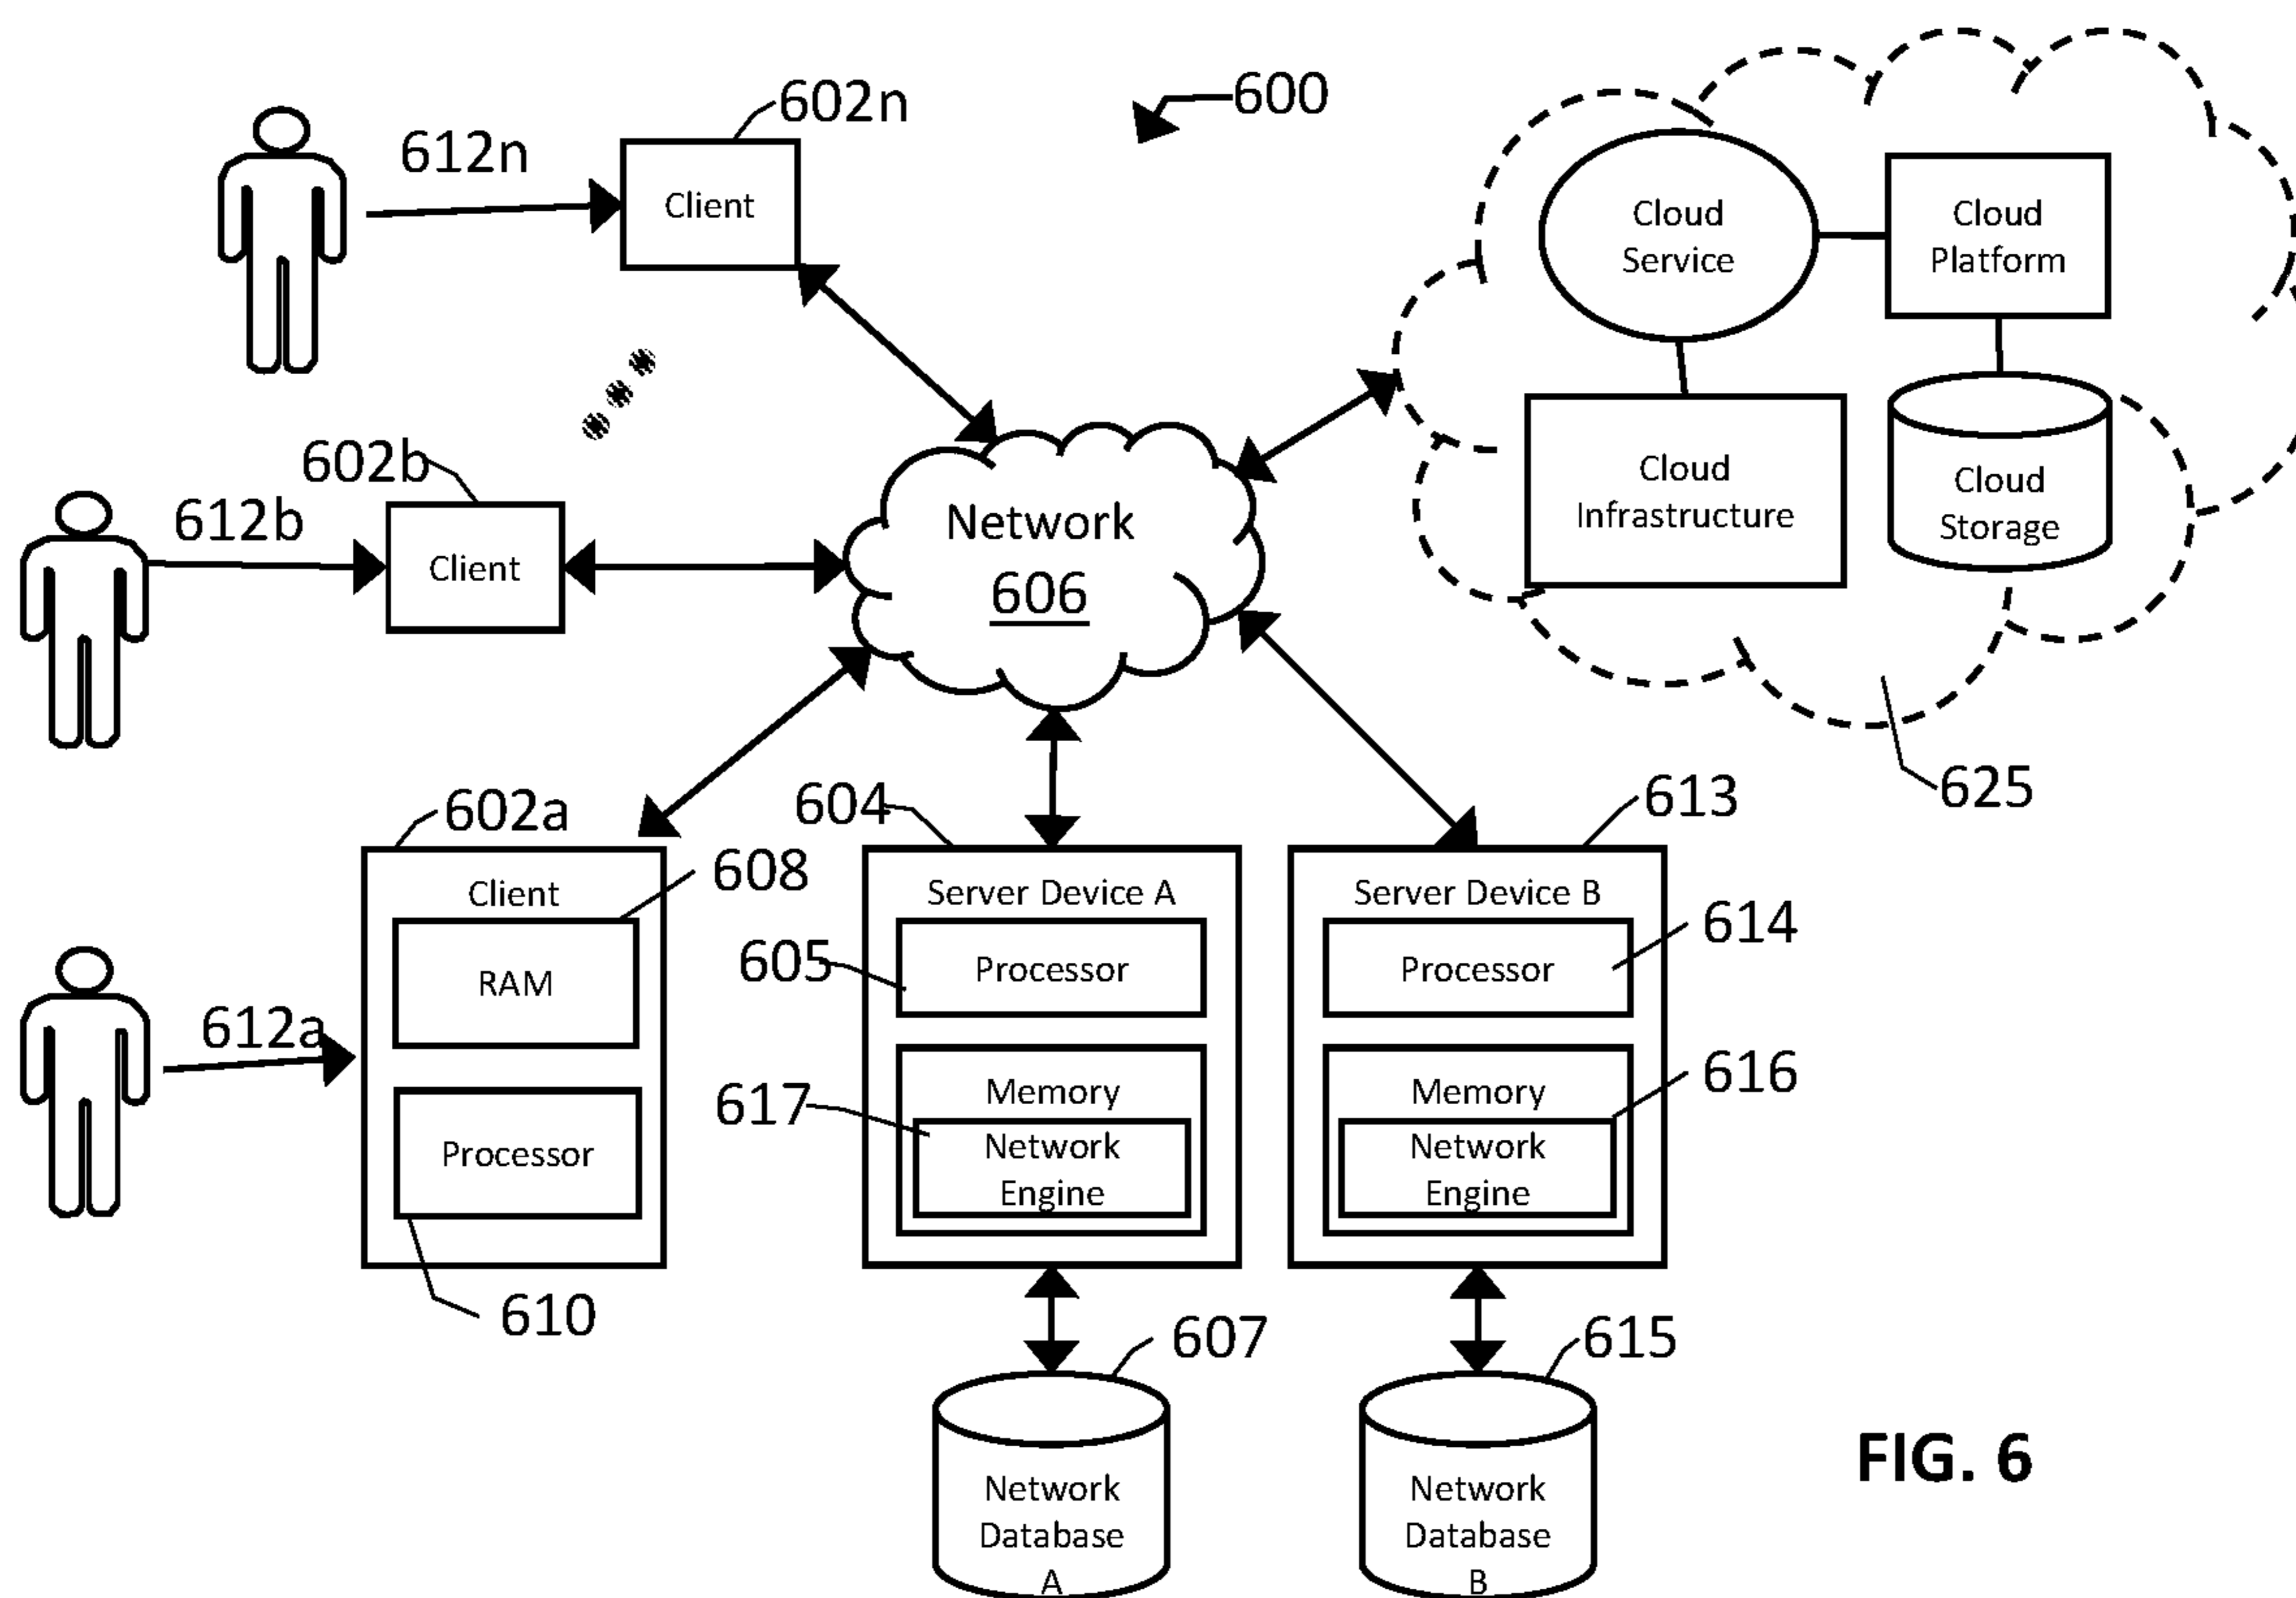 602n
600
612n
Client
Cloud
Service
Cloud
Platform
602b
612b
Client
Network
606
Cloud
Infrastructure
Cloud
Storage
625
602a
604
613
608
Client
RAM
Processor
610
612a
Server Device A
605
Processor
617
Memory
Network
Engine
Server Device B
614
Processor
616
Memory
Network
Engine
607
Network
Database
A
615
Network
Database
B
FIG. 6